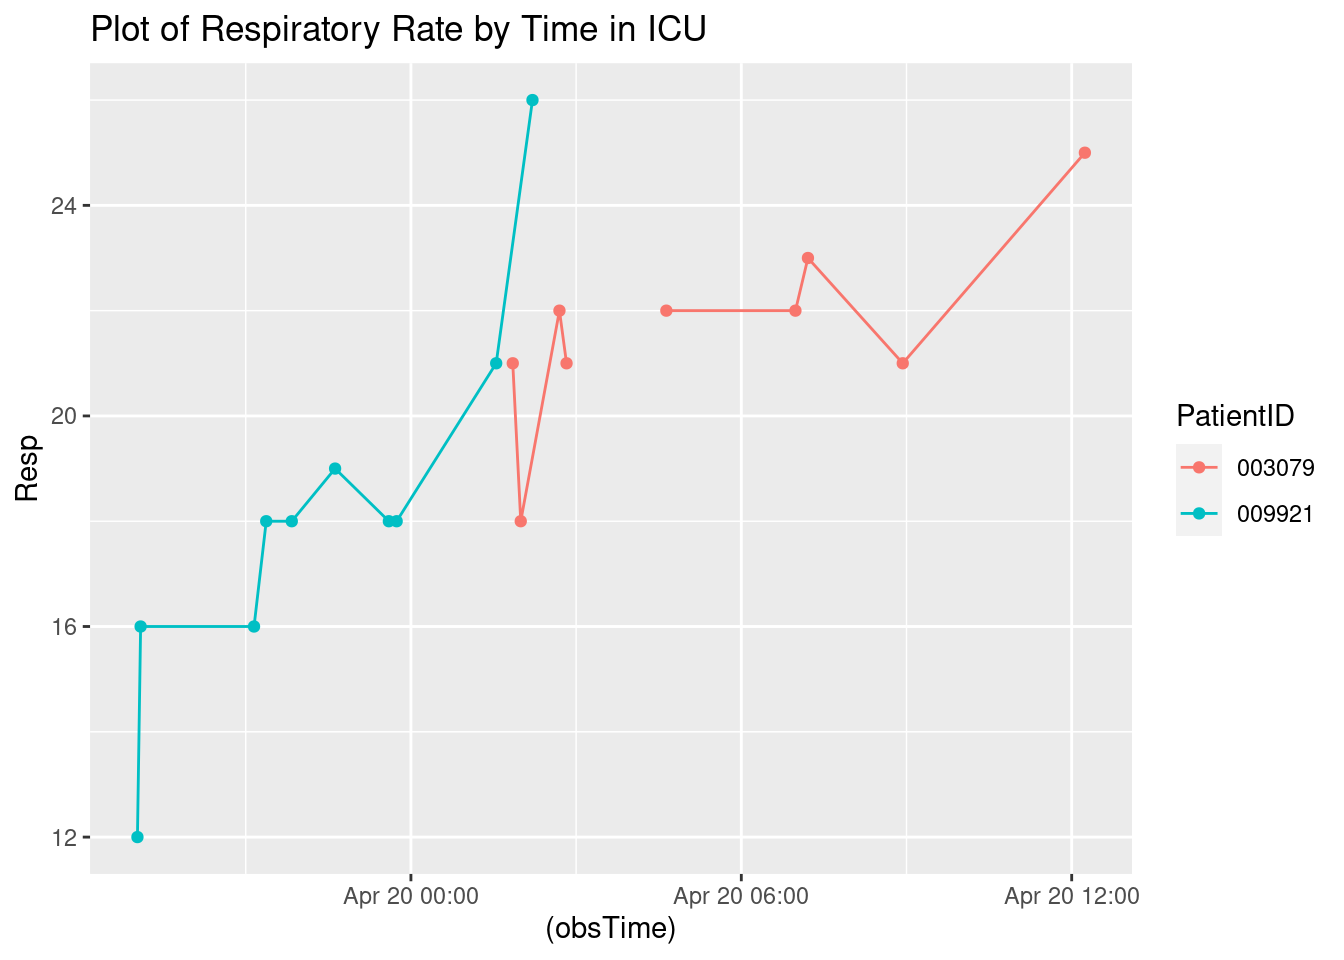 Plot of Respiratory Rate by Time in ICU
Resp
24
20
16
12
Apr 20 00:00
Apr 20 06:00
Apr 20 12:00
(obsTime)
PatientID
003079
009921